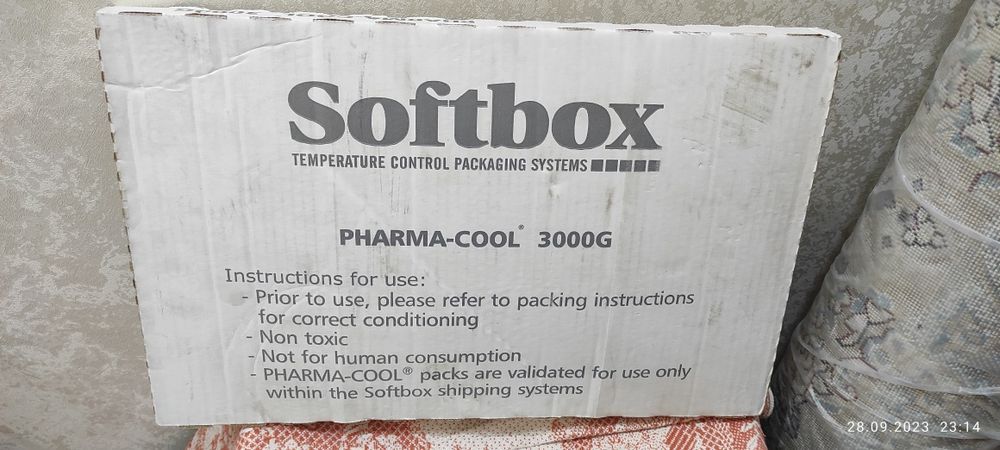 Softbox
TEMPERATURE CONTROL PACKAGING SYSTEMS
PHARMA-COOL® 3000G
Instructions for use:
- Prior to use, please refer to packing instructions
for correct conditioning
- Non toxic
- Not for human consumption
- PHARMA-COOL® packs are validated for use only
within the Softbox shipping systems
28.09.2023 23:14